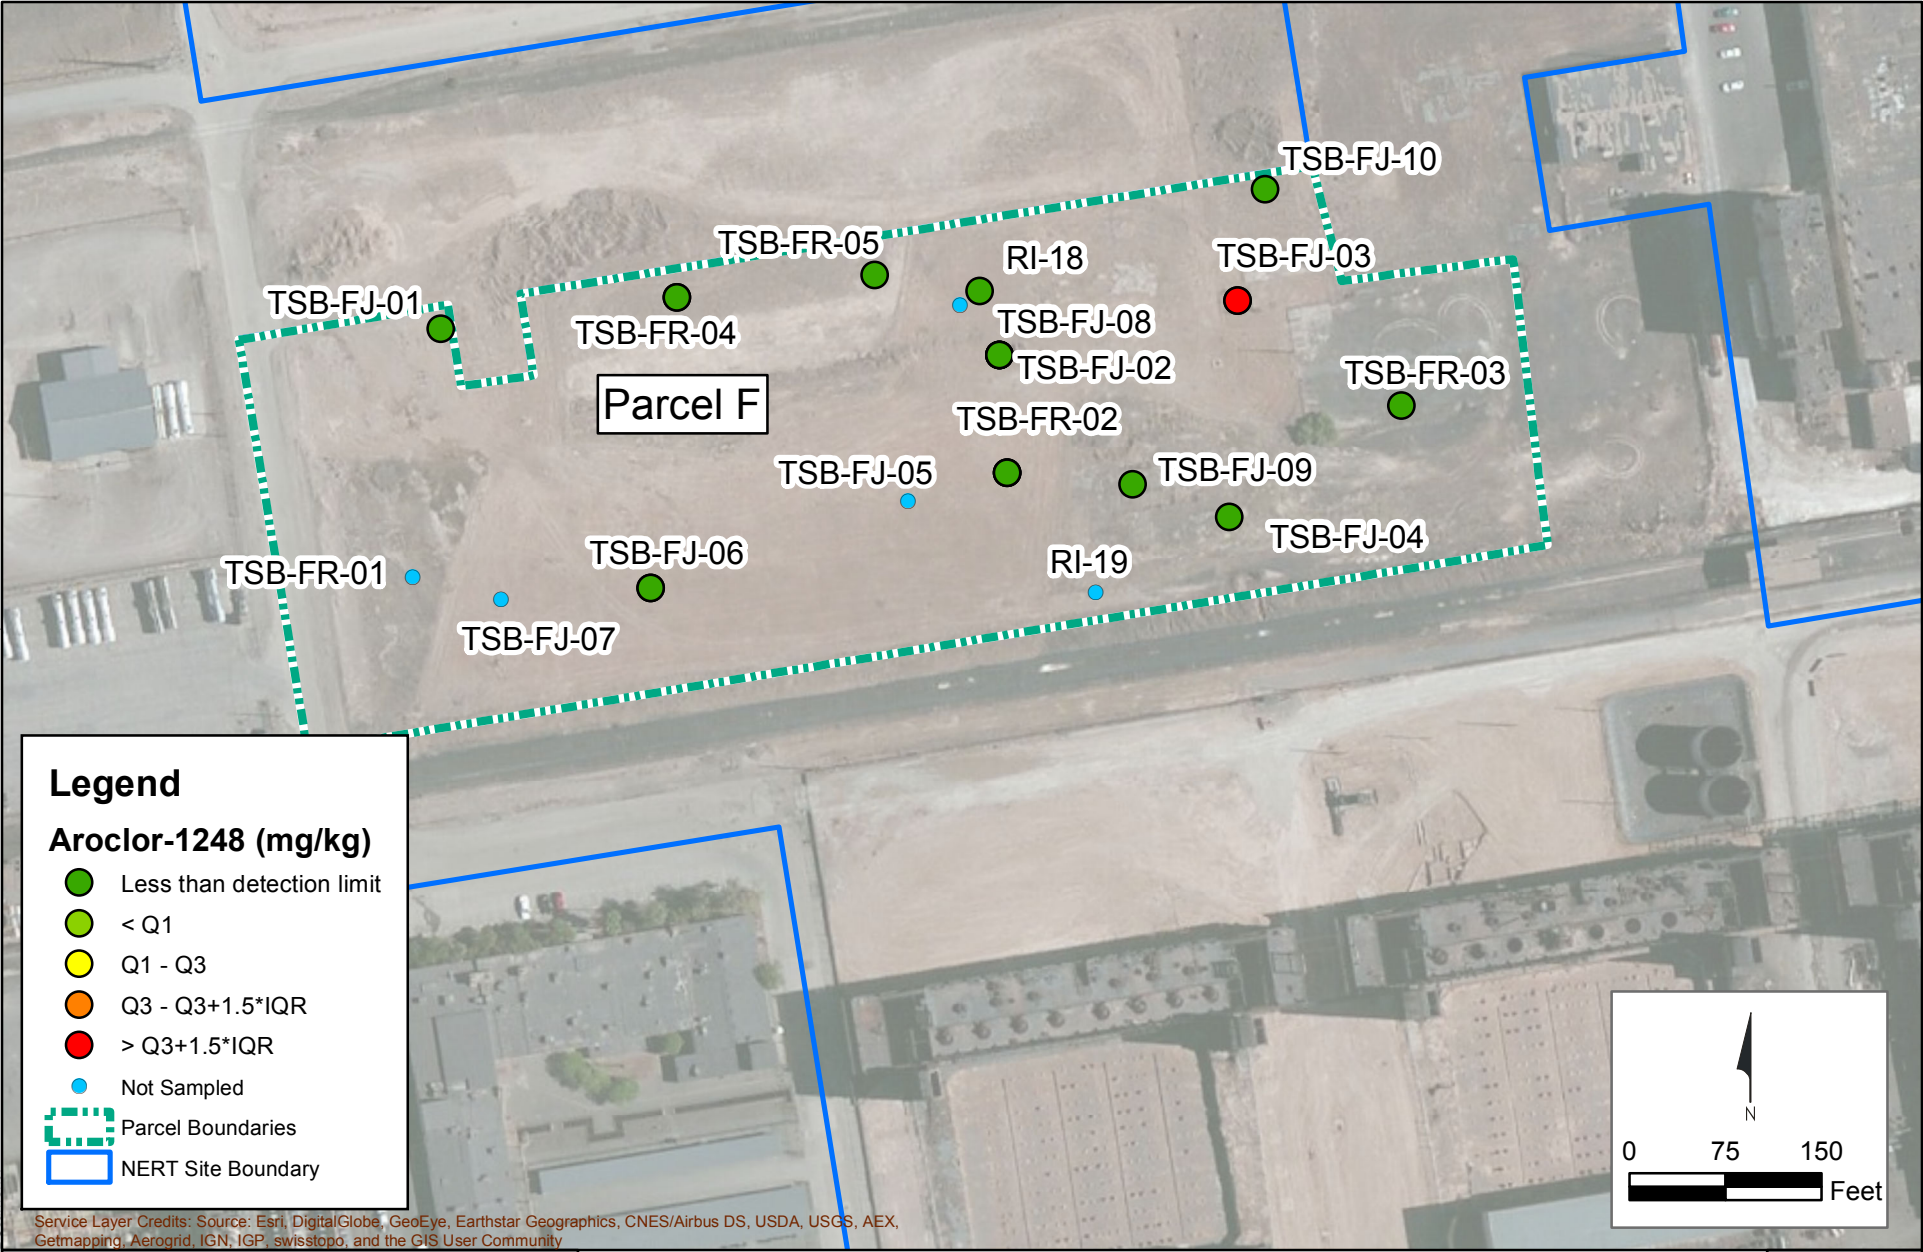 TSB-FJ-10
TSB-FR-05
RI-18
TSB-FJ-03
TSB-FJ-01
TSB-FR-04
TSB-FJ-08
TSB-FJ-02
TSB-FR-03
Parcel F
TSB-FR-02
TSB-FJ-05
TSB-FJ-09
TSB-FJ-04
TSB-FJ-06
RI-19
TSB-FR-01
TSB-FJ-07
Legend
Aroclor-1248 (mg/kg)
Less than detection limit
< Q1
Q1 - Q3
Q3 - Q3+1.5*IQR
> Q3+1.5*IQR
Not Sampled
Parcel Boundaries
NERT Site Boundary
N
0 75 150
Feet
Service Layer Credits: Source: Esri, DigitalGlobe, GeoEye, Earthstar Geographics, CNES/Airbus DS, USDA, USGS, AEX,
Getmapping, Aerogrid, IGN, IGP, swisstopo, and the GIS User Community